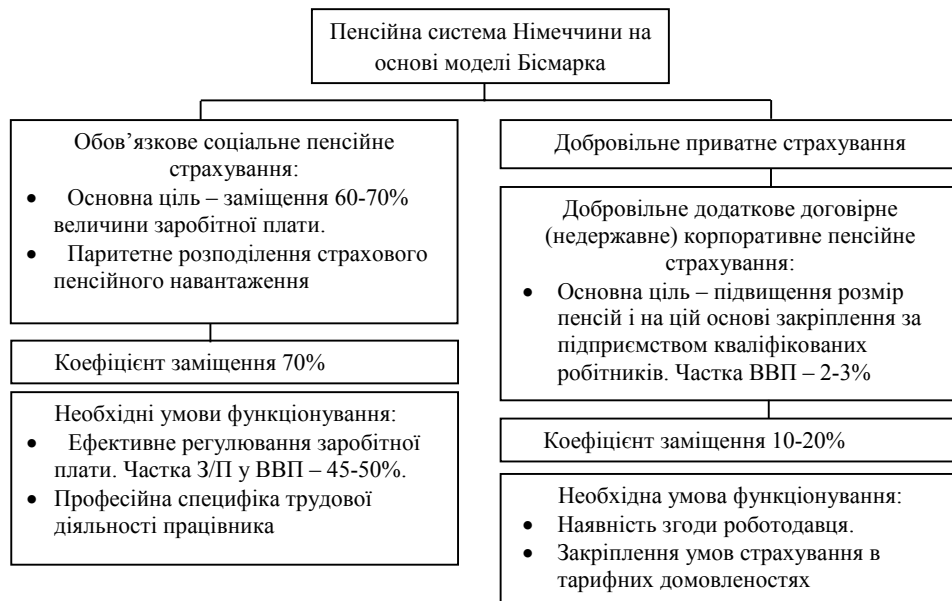 Пенсійна система Німеччини на
основі моделі Бісмарка
Обов’язкове соціальне пенсійне
страхування:
• Основна ціль – заміщення 60-70%
величини заробітної плати.
• Паритетне розподілення страхового
пенсійного навантаження
Коефіцієнт заміщення 70%
Необхідні умови функціонування:
• Ефективне регулювання заробітної
плати. Частка З/П у ВВП – 45-50%.
• Професійна специфіка трудової
діяльності працівника
Добровільне приватне страхування
Добровільне додаткове договірне
(недержавне) корпоративне пенсійне
страхування:
• Основна ціль – підвищення розмір
пенсій і на цій основі закріплення за
підприємством кваліфікованих
робітників. Частка ВВП – 2-3%
Коефіцієнт заміщення 10-20%
Необхідна умова функціонування:
• Наявність згоди роботодавця.
• Закріплення умов страхування в
тарифних домовленостях